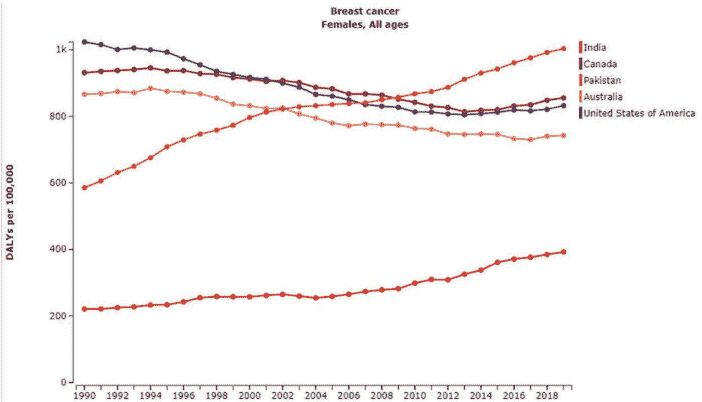 Breast cancer
Females, All ages
DALYs per 100,000
1k
800
600
400
200
0
1990 1992 1994 1996 1998 2000 2002 2004 2006 2008 2010 2012 2014 2016 2018
India
Canada
Pakistan
Australia
United States of America